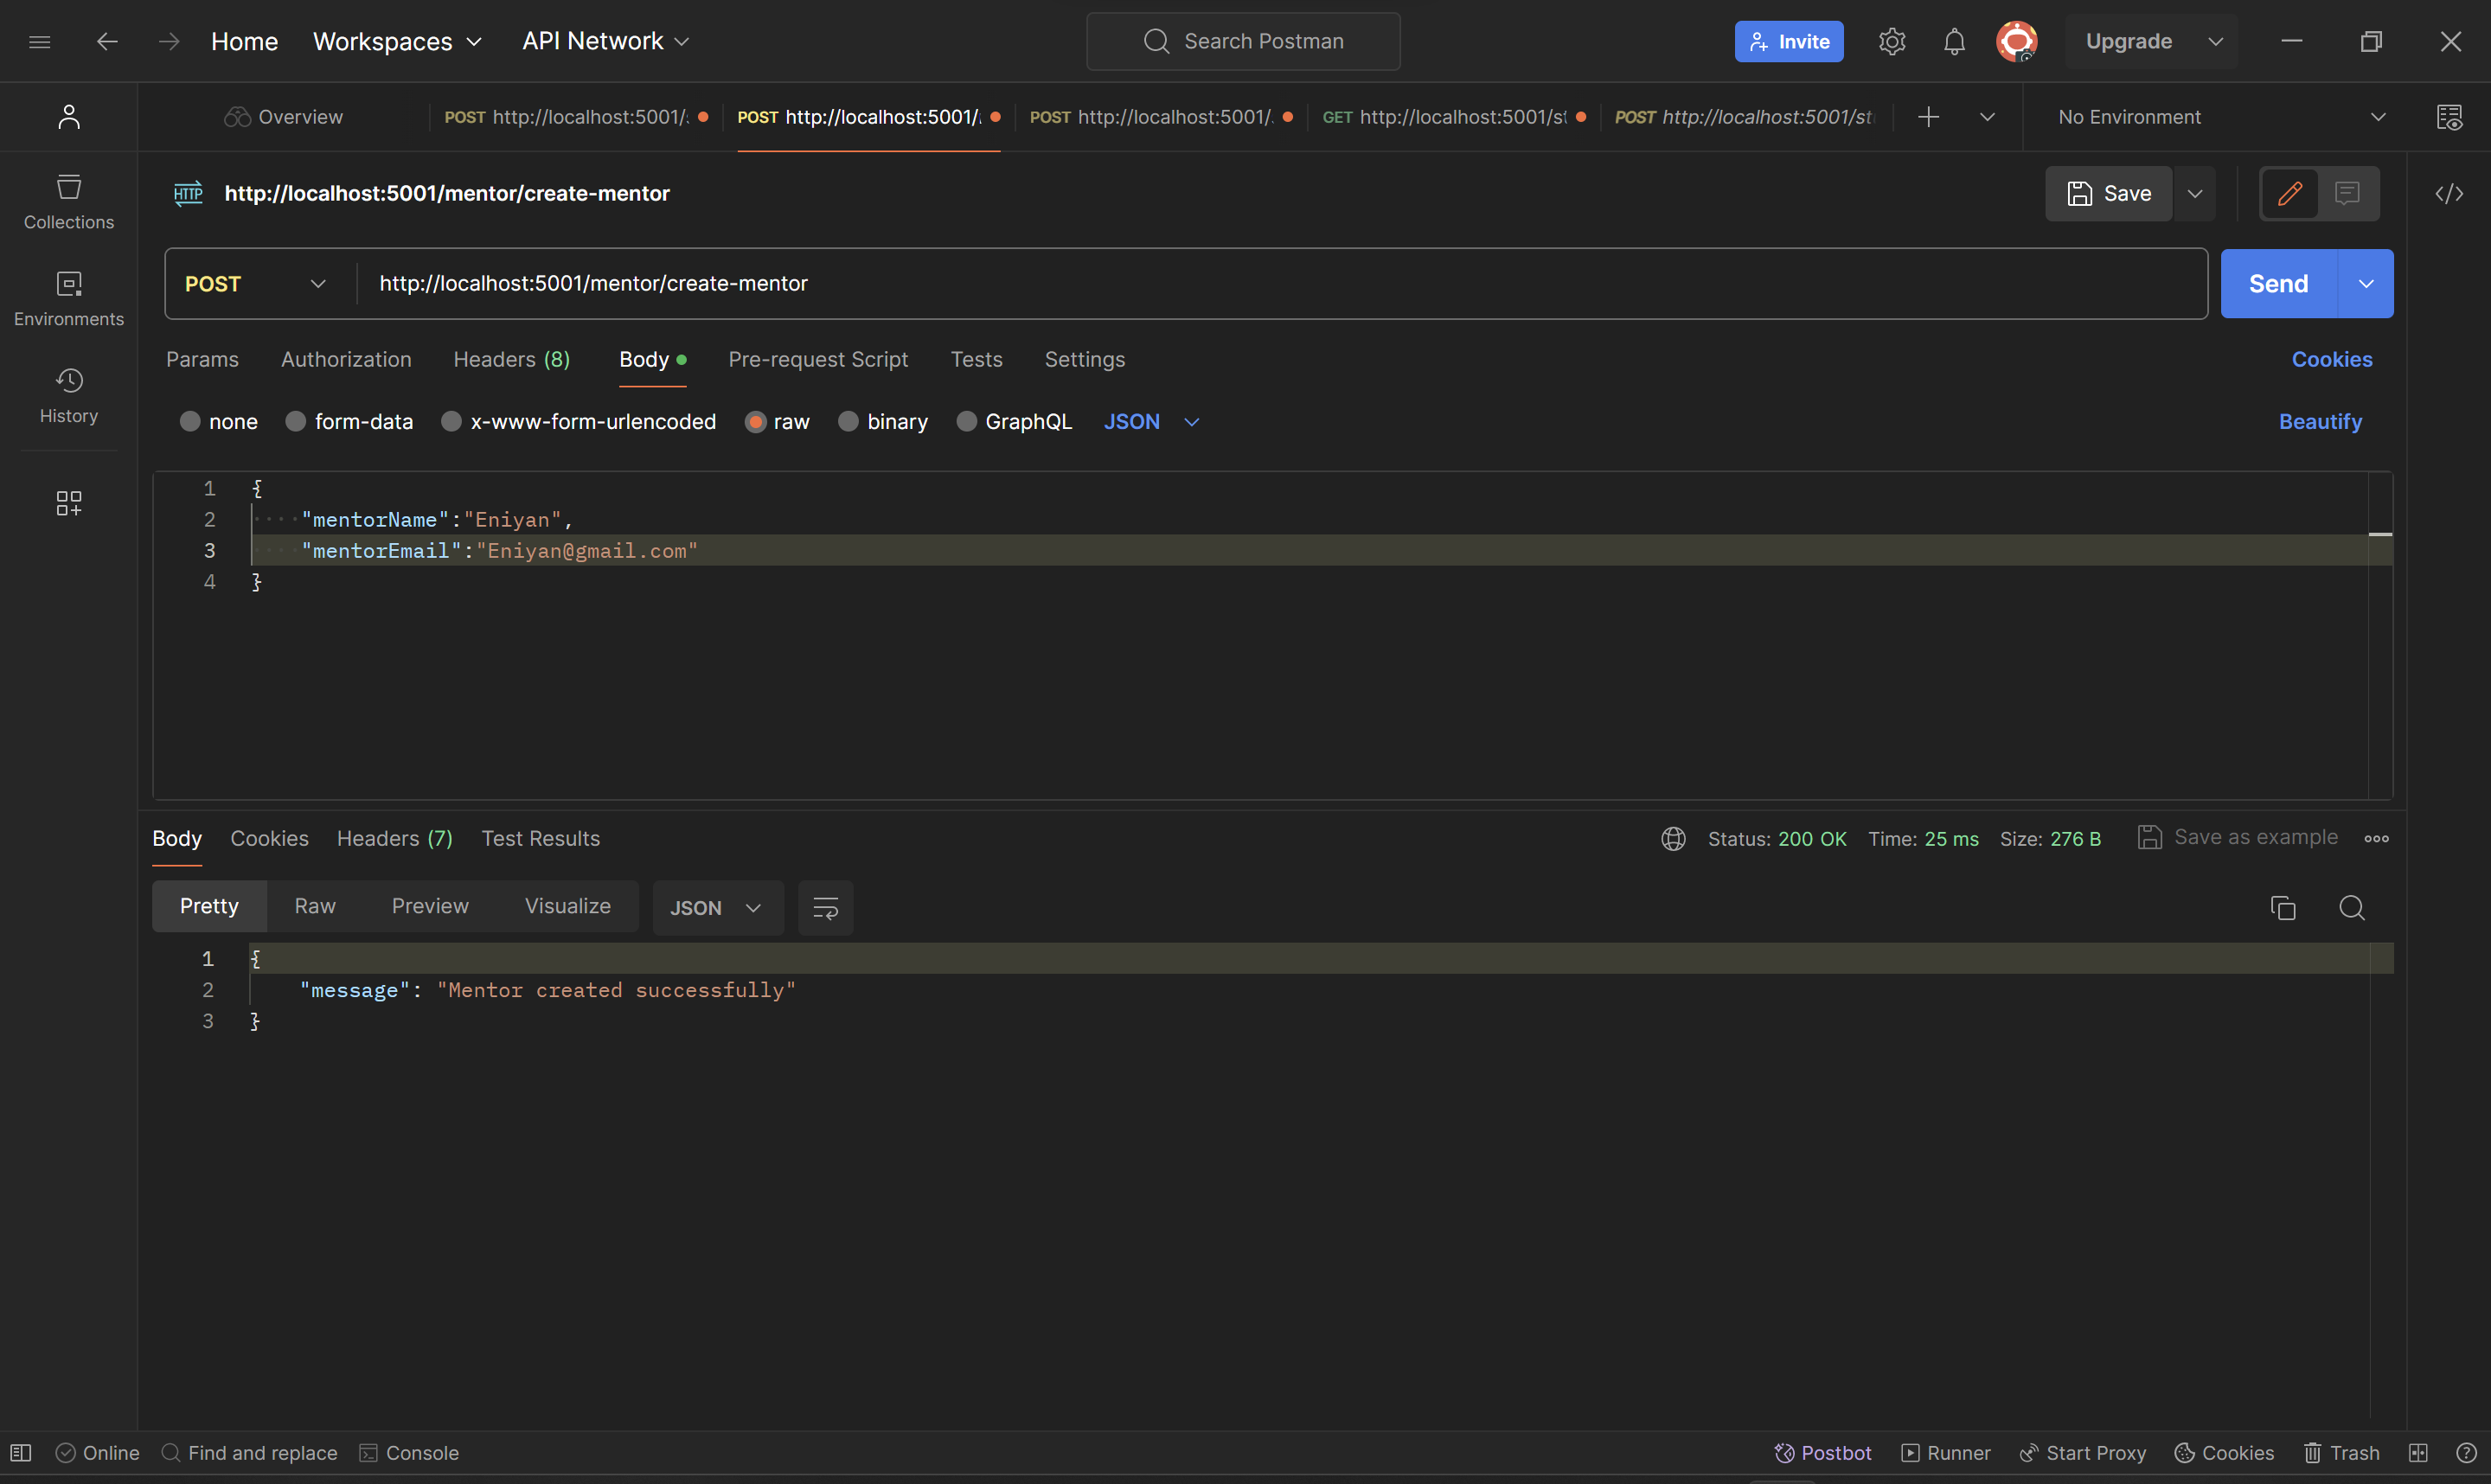 Home Workspaces API Network Search Postman Invite Upgrade
Overview POST http://localhost:5001/ POST http://localhost:5001/ POST http://localhost:5001/ GET http://localhost:5001/st POST http://localhost:5001/st No Environment
HTTP http://localhost:5001/mentor/create-mentor Save
Collections
POST http://localhost:5001/mentor/create-mentor Send
Environments
Params Authorization Headers (8) Body Pre-request Script Tests Settings Cookies
History
none form-data x-www-form-urlencoded raw binary GraphQL JSON Beautify
1 {
2 "mentorName":"Eniyan",
3 "mentorEmail":"Eniyan@gmail.com"
4 }
Body Cookies Headers (7) Test Results Status: 200 OK Time: 25 ms Size: 276 B Save as example
Pretty Raw Preview Visualize JSON
1 {
2 "message": "Mentor created successfully"
3 }
Online Find and replace Console Postbot Runner Start Proxy Cookies Trash